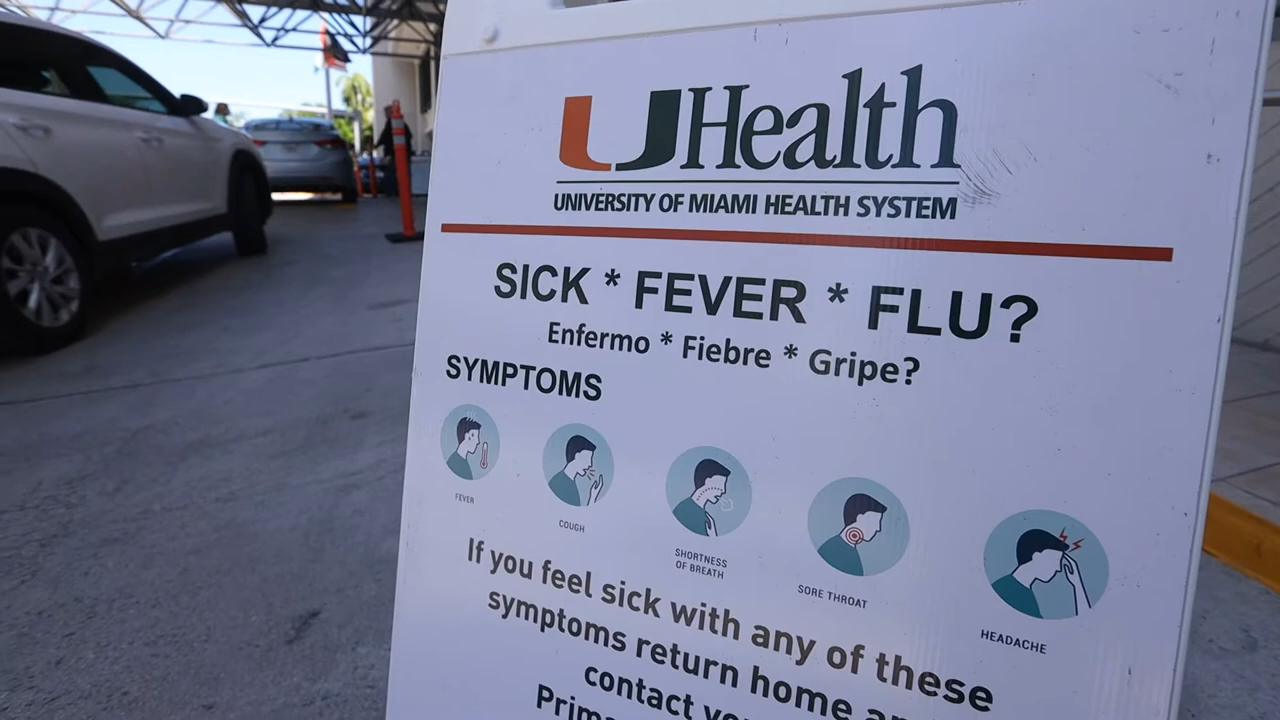 UHealth
UNIVERSITY OF MIAMI HEALTH SYSTEM
SICK * FEVER * FLU?
Enfermo * Fiebre * Gripe?
SYMPTOMS
FEVER
COUGH
SHORTNESS
OF BREATH
SORE THROAT
HEADACHE
If you feel sick with any of these
symptoms return home
contact